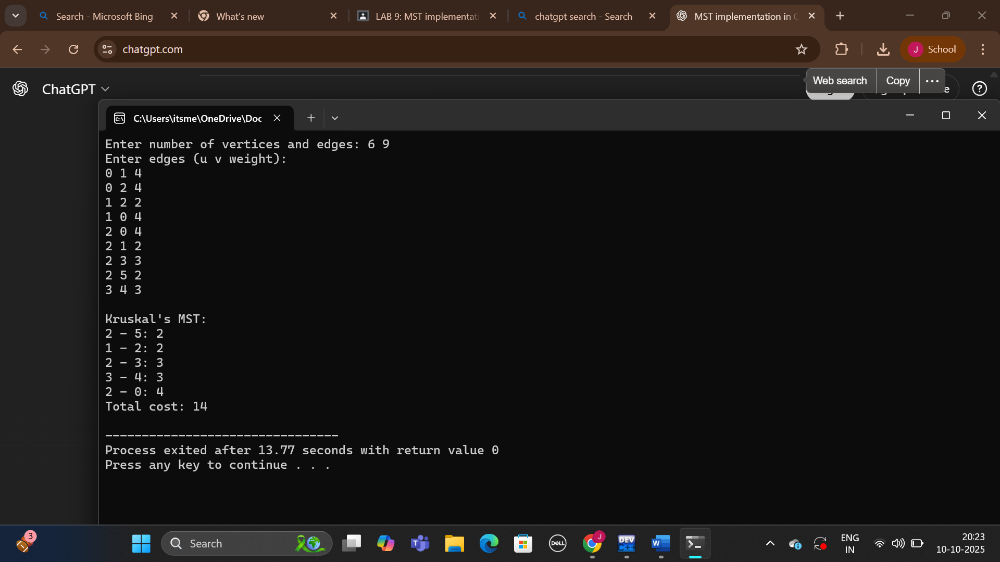 Search - Microsoft Bing
What's new
LAB 9: MST implementati
chatgpt search - Search
MST implementation in C
chatgpt.com
J School
ChatGPT
Web search Copy
C:\Users\itsme\OneDrive\Doc
Enter number of vertices and edges: 6 9
Enter edges (u v weight):
0 1 4
0 2 4
1 2 2
1 0 4
2 0 4
2 1 2
2 3 3
2 5 2
3 4 3
Kruskal's MST:
2 - 5: 2
1 - 2: 2
2 - 3: 3
3 - 4: 3
2 - 0: 4
Total cost: 14
--------------------------------
Process exited after 13.77 seconds with return value 0
Press any key to continue . . .
3
Search
T
DELL
J
DEV
C++
W
ENG
IN
20:23
10-10-2025